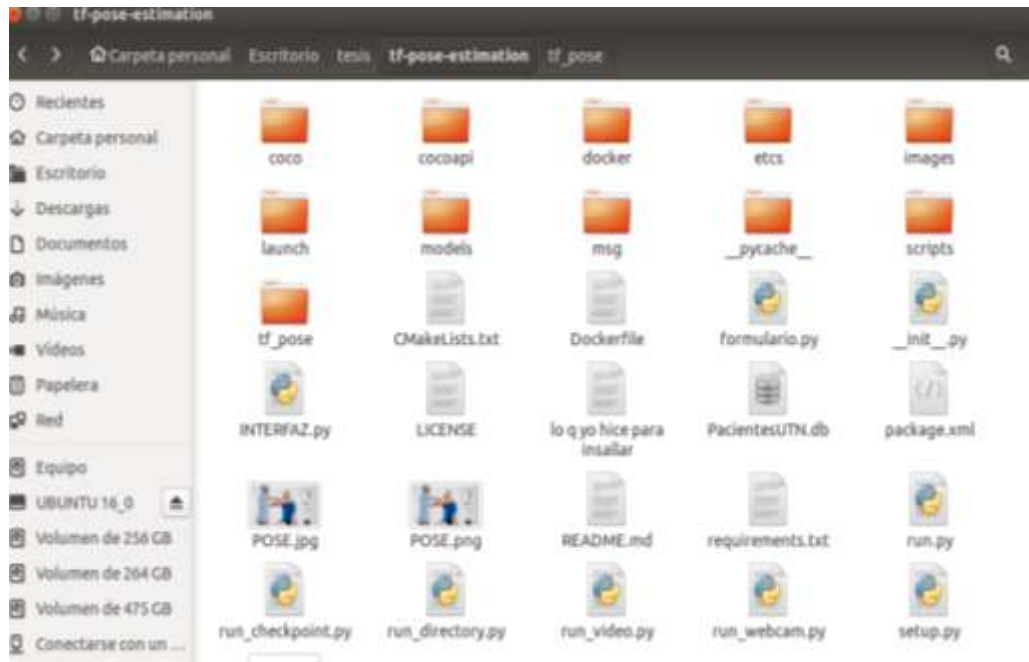 tf-pose-estimation
Carpeta personal Escritorio tesis tf-pose-estimation tf_pose
Recientes
Carpeta personal
Escritorio
Descargas
Documentos
Imágenes
Música
Vídeos
Papelera
Red
Equipo
UBUNTU 16_0
Volumen de 256 GB
Volumen de 264 GB
Volumen de 475 GB
Conectarse con un ...
coco cocoapi docker etcs images
launch models msg __pycache__ scripts
tf_pose CMakeLists.txt Dockerfile formulario.py __init__.py
INTERFAZ.py LICENSE lo q yo hice para insallar PacientesUTN.db package.xml
POSE.jpg POSE.png README.md requirements.txt run.py
run_checkpoint.py run_directory.py run_video.py run_webcam.py setup.py